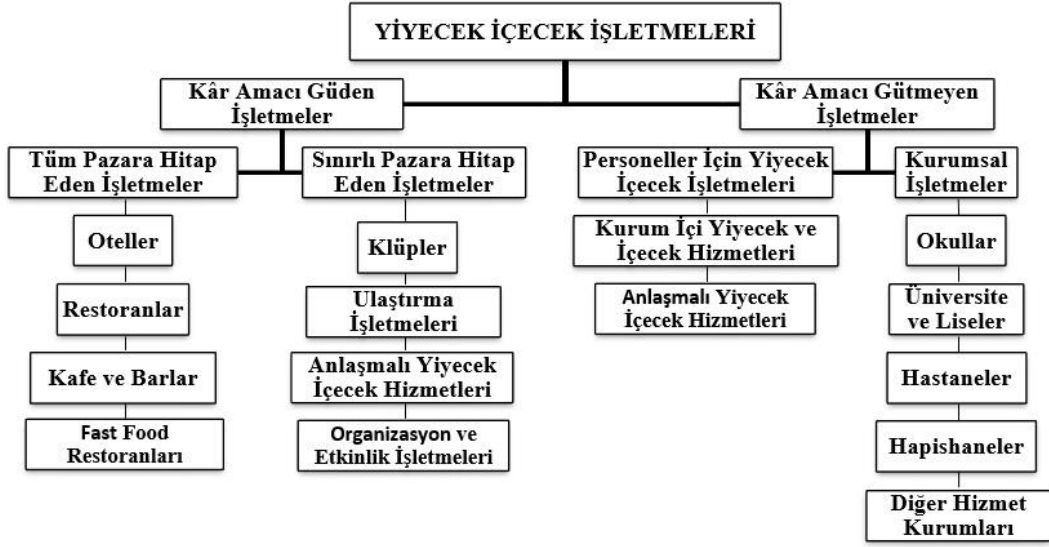 YİYECEK İÇECEK İŞLETMELERİ
Kâr Amacı Güden
İşletmeler
Kâr Amacı Gütmeyen
İşletmeler
Tüm Pazara Hitap
Eden İşletmeler
Sınırlı Pazara Hitap
Eden İşletmeler
Personeller İçin Yiyecek
İçecek İşletmeleri
Kurumsal
İşletmeler
Oteller
Restoranlar
Kafe ve Barlar
Fast Food
Restoranları
Klüpler
Ulaştırma
İşletmeleri
Anlaşmalı Yiyecek
İçecek Hizmetleri
Organizasyon ve
Etkinlik İşletmeleri
Kurum İçi Yiyecek ve
İçecek Hizmetleri
Anlaşmalı Yiyecek
İçecek Hizmetleri
Okullar
Üniversite
ve Liseler
Hastaneler
Hapishaneler
Diğer Hizmet
Kurumları